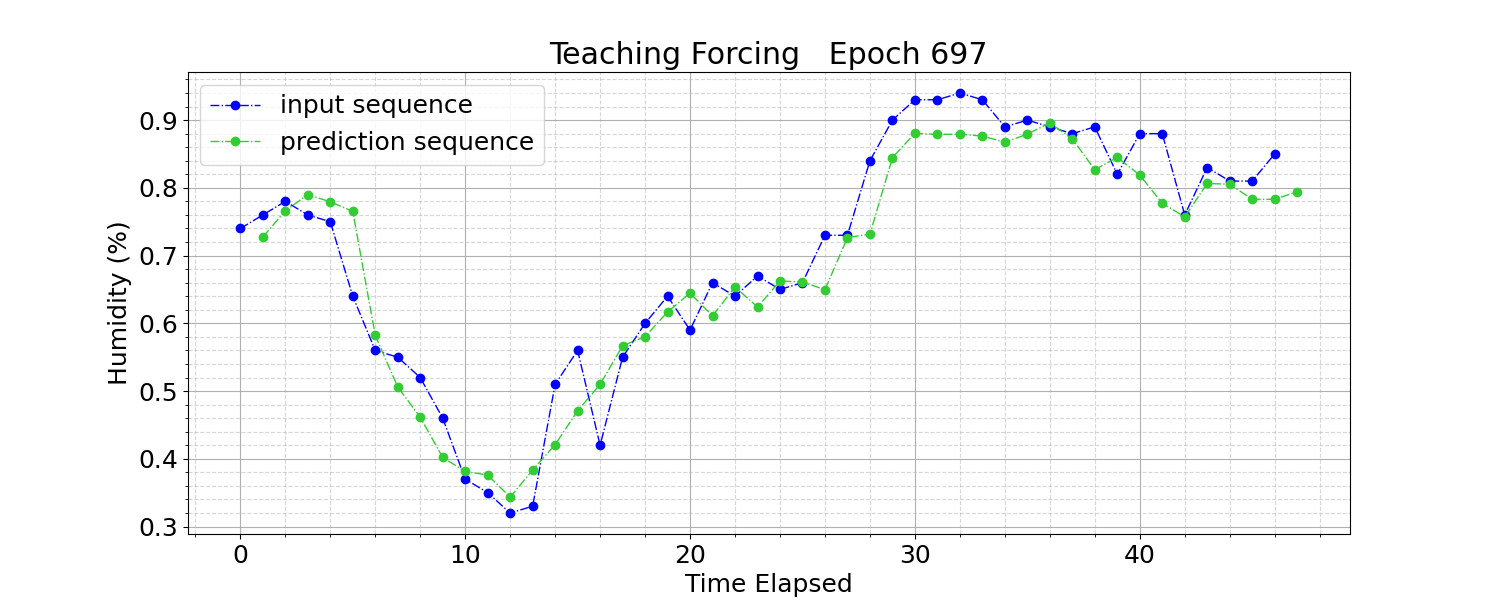 Teaching Forcing   Epoch 697
input sequence
prediction sequence
Humidity (%)
0.9
0.8
0.7
0.6
0.5
0.4
0.3
0 10 20 30 40
Time Elapsed